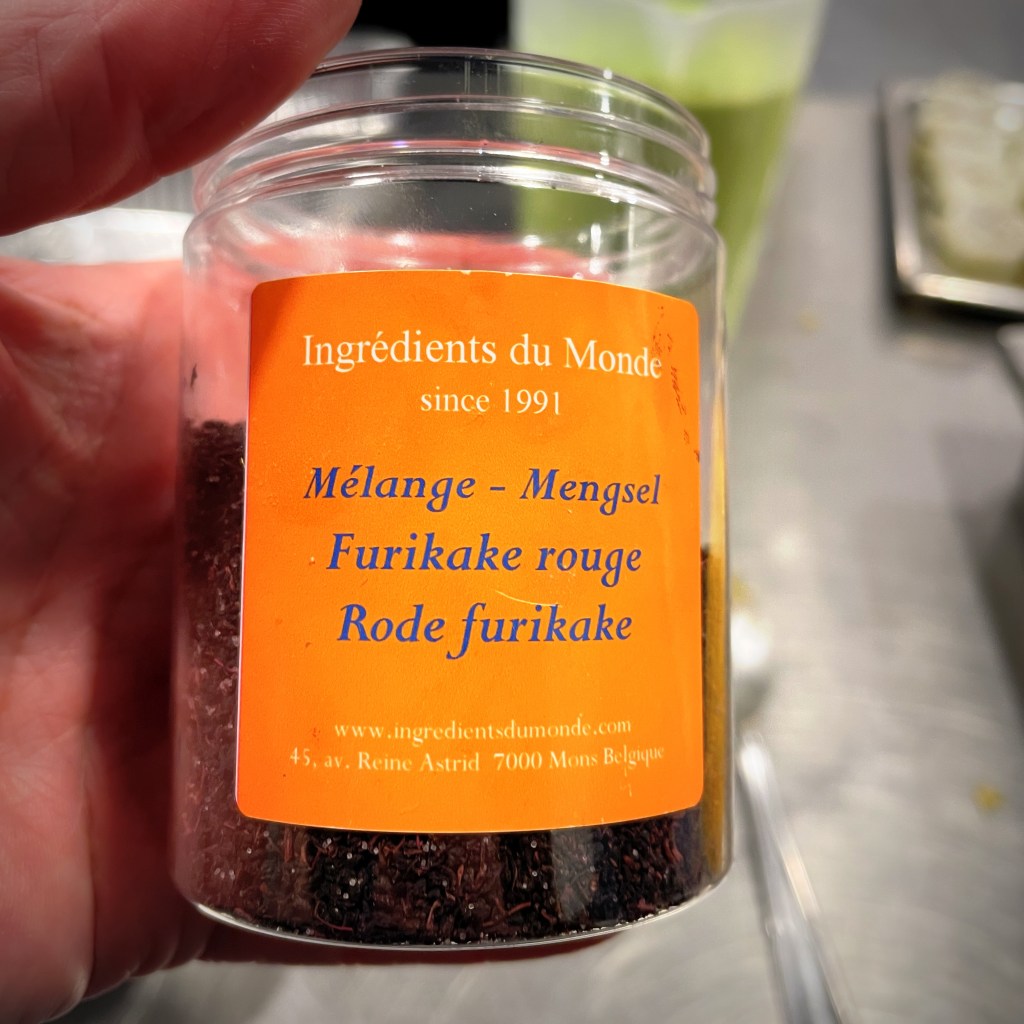 Ingrédients du Monde
since 1991
Mélange - Mengsel
Furikake rouge
Rode furikake
www.ingredientsdumonde.com
45, av. Reine Astrid 7000 Mons Belgique